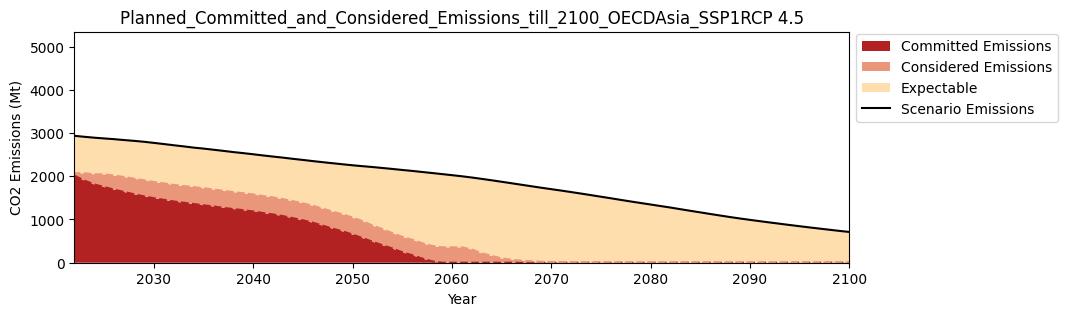 Planned_Committed_and_Considered_Emissions_till_2100_OECDAsia_SSP1RCP 4.5
5000
4000
3000
2000
1000
0
CO2 Emissions (Mt)
2030 2040 2050 2060 2070 2080 2090 2100
Year
Committed Emissions
Considered Emissions
Expectable
Scenario Emissions